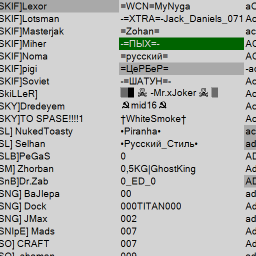 SKIF]Lexor =WCN=MyNyga
SKIF]Lotsman -=XTRA=-Jack_Daniels_071
SKIF]Masterjak =Zohan=
SKIF]Miher -=ПЫХ=-
SKIF]Noma =русский=
SKIF]pigi =ЦеРБеР=
SKIF]Soviet -=ШАТУН=-
SkiLLeR] -Mr.xJoker
SKY]Dredeyem mid16
SKY]TO SPASE!!!!1 †WhiteSmoke†
SL] NukedToasty •Piranha•
SL] Selhan •Русский_Стиль•
SLB]PeGaS 0
SM] Zhorban 0,5KG|GhostKing
SnB]Dr.Zab 0_ED_0
SNG] BaJlepa 00
SNG] Dock 000TITAN000
SNG] JMax 002
SNIpE] Mads 007
SO] CRAFT 007